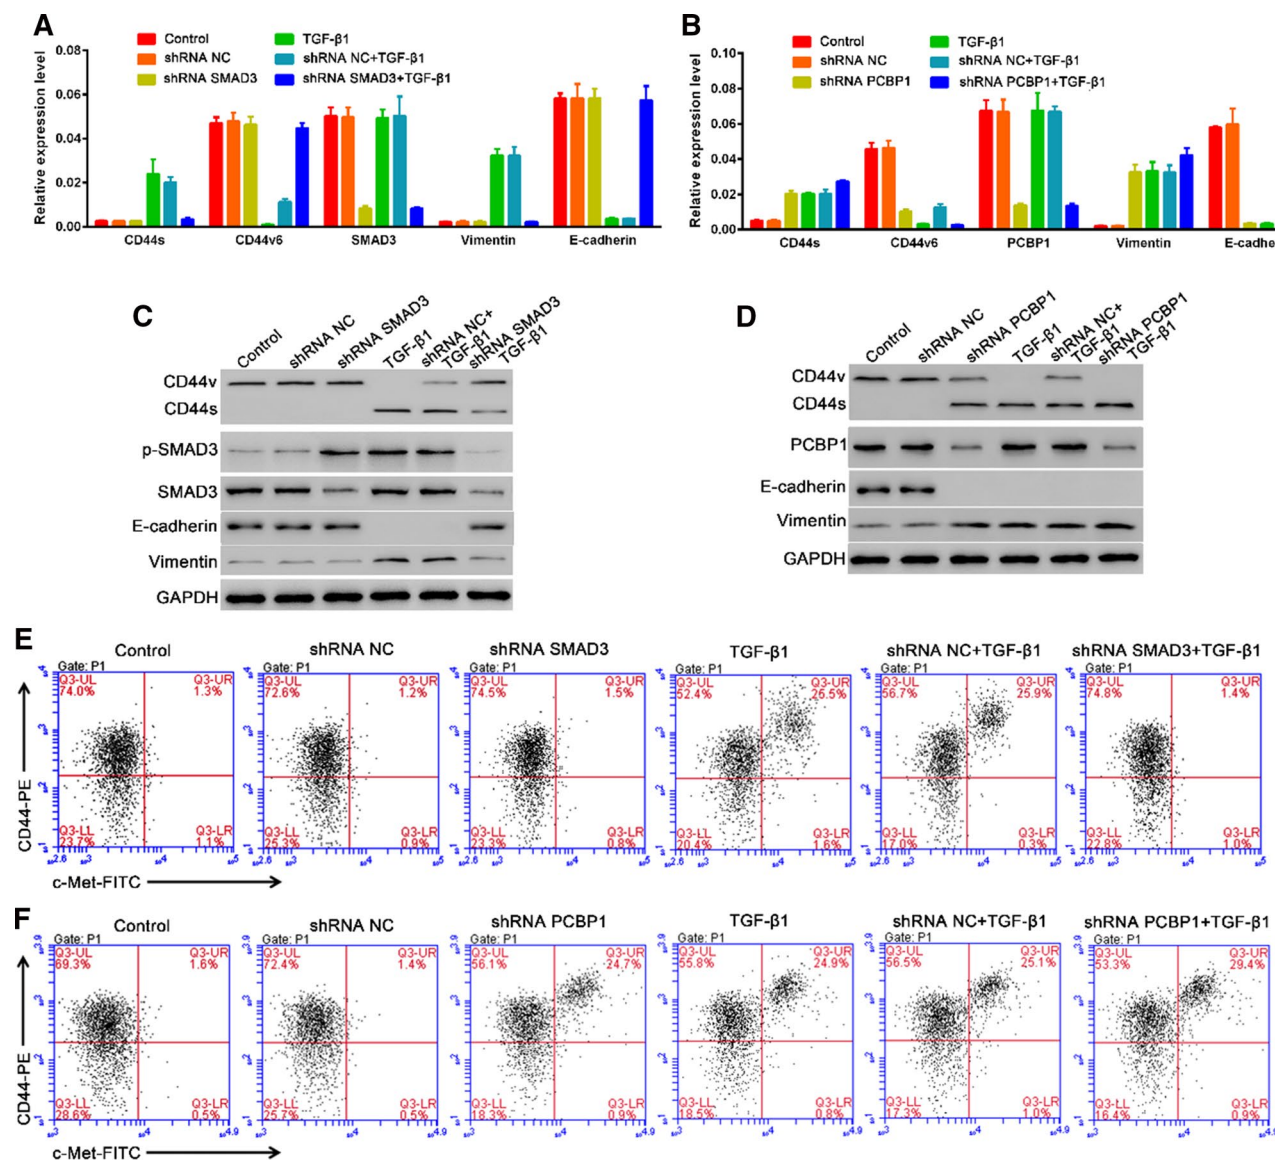 A
Control
shRNA NC
shRNA SMAD3
TGF-β1
shRNA NC+TGF-β1
shRNA SMAD3+TGF-β1
Relative expression level
0.08
0.06
0.04
0.02
0.00
CD44s
CD44v6
SMAD3
Vimentin
E-cadherin
B
Control
shRNA NC
shRNA PCBP1
TGF-β1
shRNA NC+TGF-β1
shRNA PCBP1+TGF-β1
Relative expression level
0.10
0.08
0.06
0.04
0.02
0.00
CD44s
CD44v6
PCBP1
Vimentin
E-cadhe
C
Control
shRNA NC
shRNA SMAD3
TGF-β1
shRNA NC+
TGF-β1
shRNA SMAD3
TGF-β1
CD44v
CD44s
p-SMAD3
SMAD3
E-cadherin
Vimentin
GAPDH
D
Control
shRNA NC
shRNA PCBP1
TGF-β1
shRNA NC+
TGF-β1
shRNA PCBP1
TGF-β1
CD44v
CD44s
PCBP1
E-cadherin
Vimentin
GAPDH
E
CD44-PE
c-Met-FITC
Control
Gate: P1
Q3-UL
74.0%
Q3-UR
1.3%
Q3-LL
23.7%
Q3-LR
1.1%
shRNA NC
Gate: P1
Q3-UL
72.6%
Q3-UR
1.2%
Q3-LL
25.3%
Q3-LR
0.9%
shRNA SMAD3
Gate: P1
Q3-UL
74.5%
Q3-UR
1.5%
Q3-LL
23.3%
Q3-LR
0.8%
TGF-β1
Gate: P1
Q3-UL
52.4%
Q3-UR
26.5%
Q3-LL
20.4%
Q3-LR
1.6%
shRNA NC+TGF-β1
Gate: P1
Q3-UL
56.7%
Q3-UR
25.9%
Q3-LL
17.0%
Q3-LR
0.3%
shRNA SMAD3+TGF-β1
Gate: P1
Q3-UL
74.8%
Q3-UR
1.4%
Q3-LL
22.8%
Q3-LR
1.0%
F
CD44-PE
c-Met-FITC
Control
Gate: P1
Q3-UL
69.3%
Q3-UR
1.6%
Q3-LL
28.6%
Q3-LR
0.5%
shRNA NC
Gate: P1
Q3-UL
72.4%
Q3-UR
1.4%
Q3-LL
25.7%
Q3-LR
0.5%
shRNA PCBP1
Gate: P1
Q3-UL
56.1%
Q3-UR
24.7%
Q3-LL
18.3%
Q3-LR
0.9%
TGF-β1
Gate: P1
Q3-UL
55.8%
Q3-UR
24.9%
Q3-LL
18.5%
Q3-LR
0.8%
shRNA NC+TGF-β1
Gate: P1
Q3-UL
56.5%
Q3-UR
25.1%
Q3-LL
17.3%
Q3-LR
1.0%
shRNA PCBP1+TGF-β1
Gate: P1
Q3-UL
53.3%
Q3-UR
29.4%
Q3-LL
16.4%
Q3-LR
0.9%